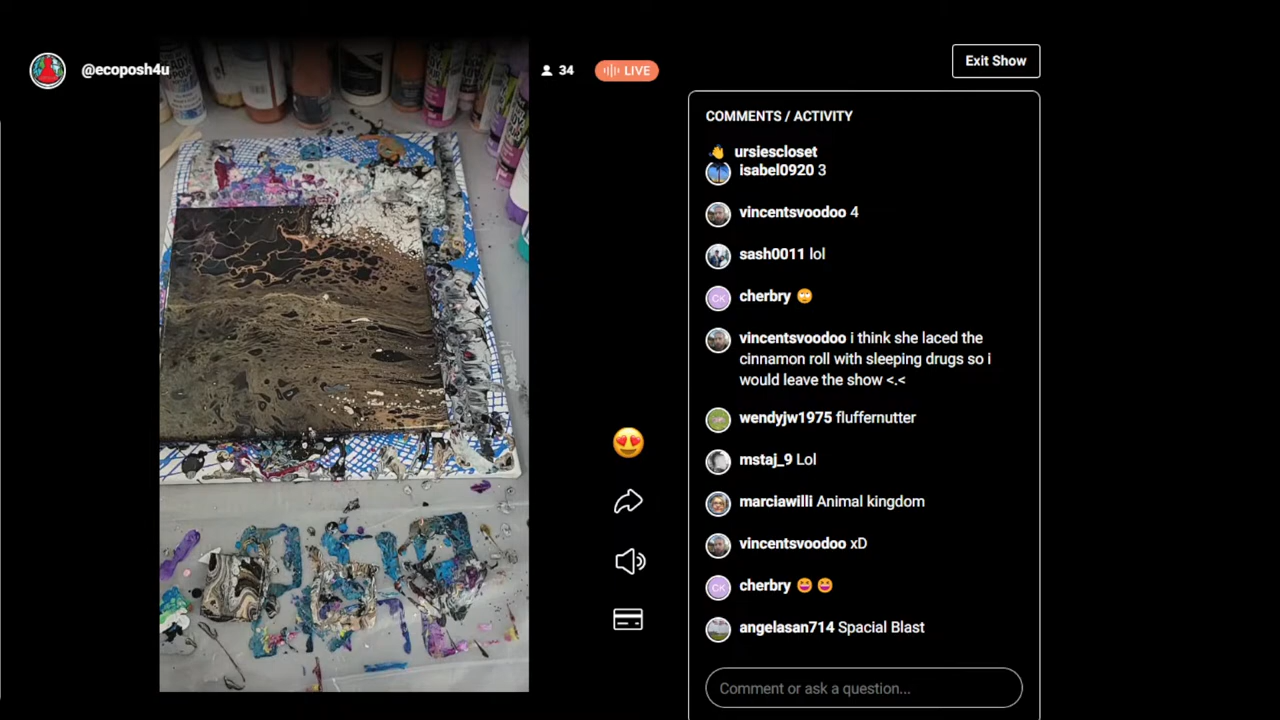 @ecoposh4u
34
LIVE
Exit Show
COMMENTS / ACTIVITY
👋 ursiescloset
isabel0920 3
vincentsvoodoo 4
sash0011 lol
CK cherbry 🙄
vincentsvoodoo i think she laced the
cinnamon roll with sleeping drugs so i
would leave the show <.<
wendyjw1975 fluffernutter
mstaj_9 Lol
marciawilli Animal kingdom
vincentsvoodoo xD
CK cherbry 😆 😆
angelasan714 Spacial Blast
Comment or ask a question...